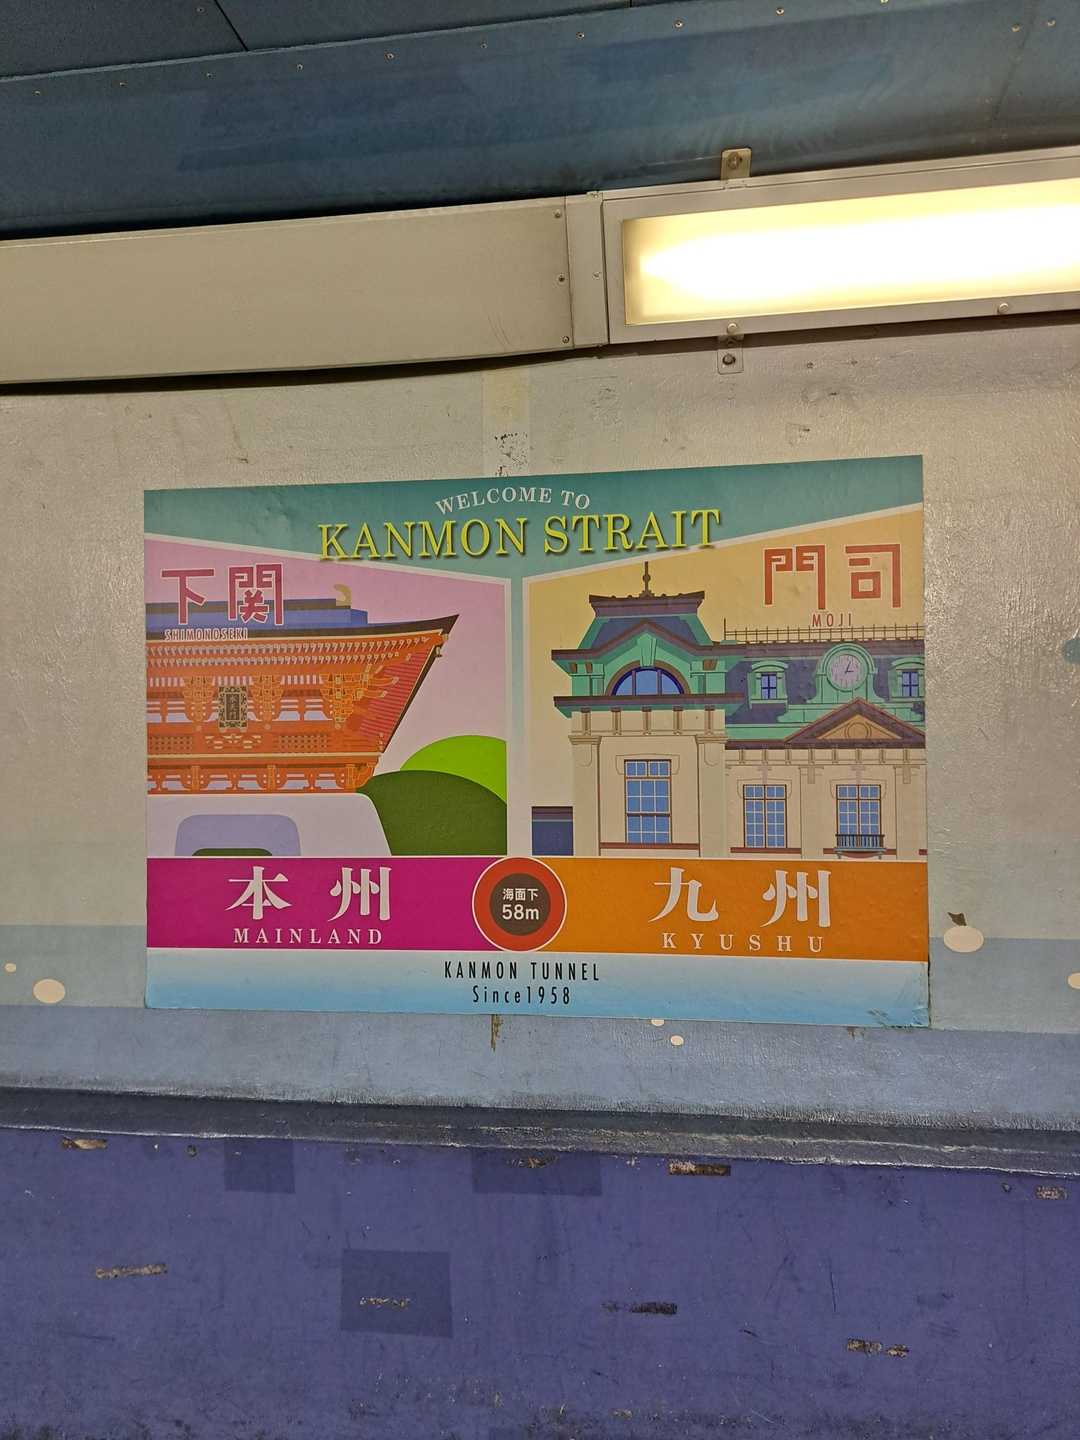 WELCOME TO
KANMON STRAIT
下関
SHIMONOSEKI
門司
MOJI
本州
MAINLAND
海面下
58m
九州
KYUSHU
KANMON TUNNEL
Since1958